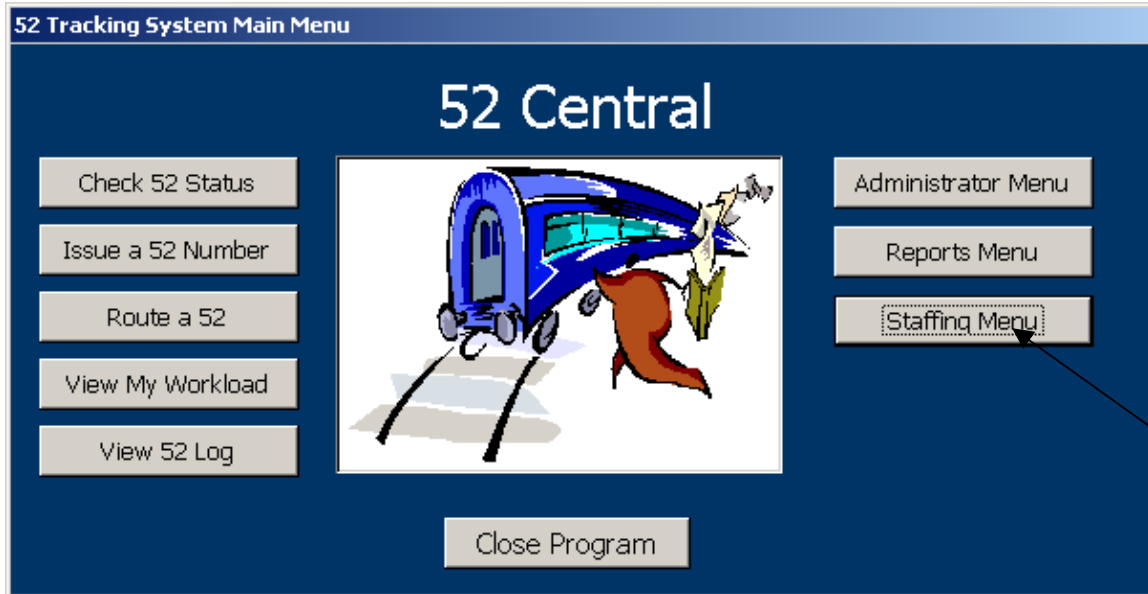 52 Tracking System Main Menu
52 Central
Check 52 Status
Issue a 52 Number
Route a 52
View My Workload
View 52 Log
Administrator Menu
Reports Menu
Staffing Menu
Close Program